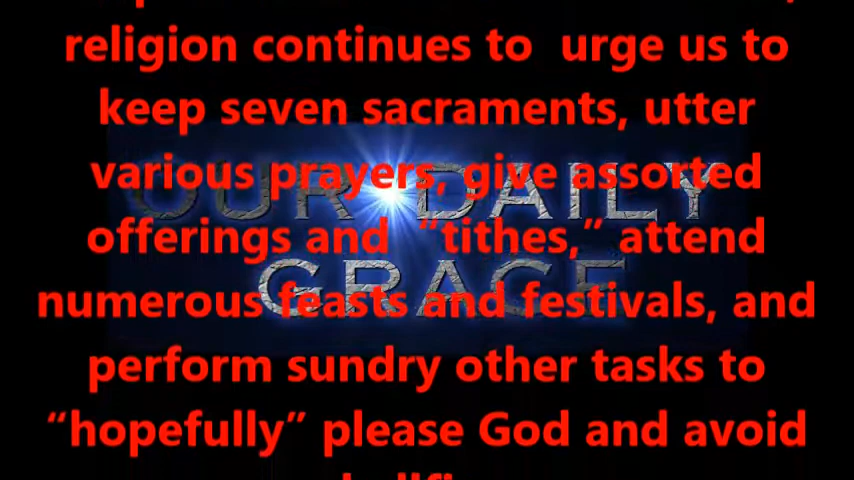 religion continues to urge us to
keep seven sacraments, utter
various prayers, give assorted
offerings and “tithes,” attend
numerous feasts and festivals, and
perform sundry other tasks to
“hopefully” please God and avoid
OUR DAILY
GRACE